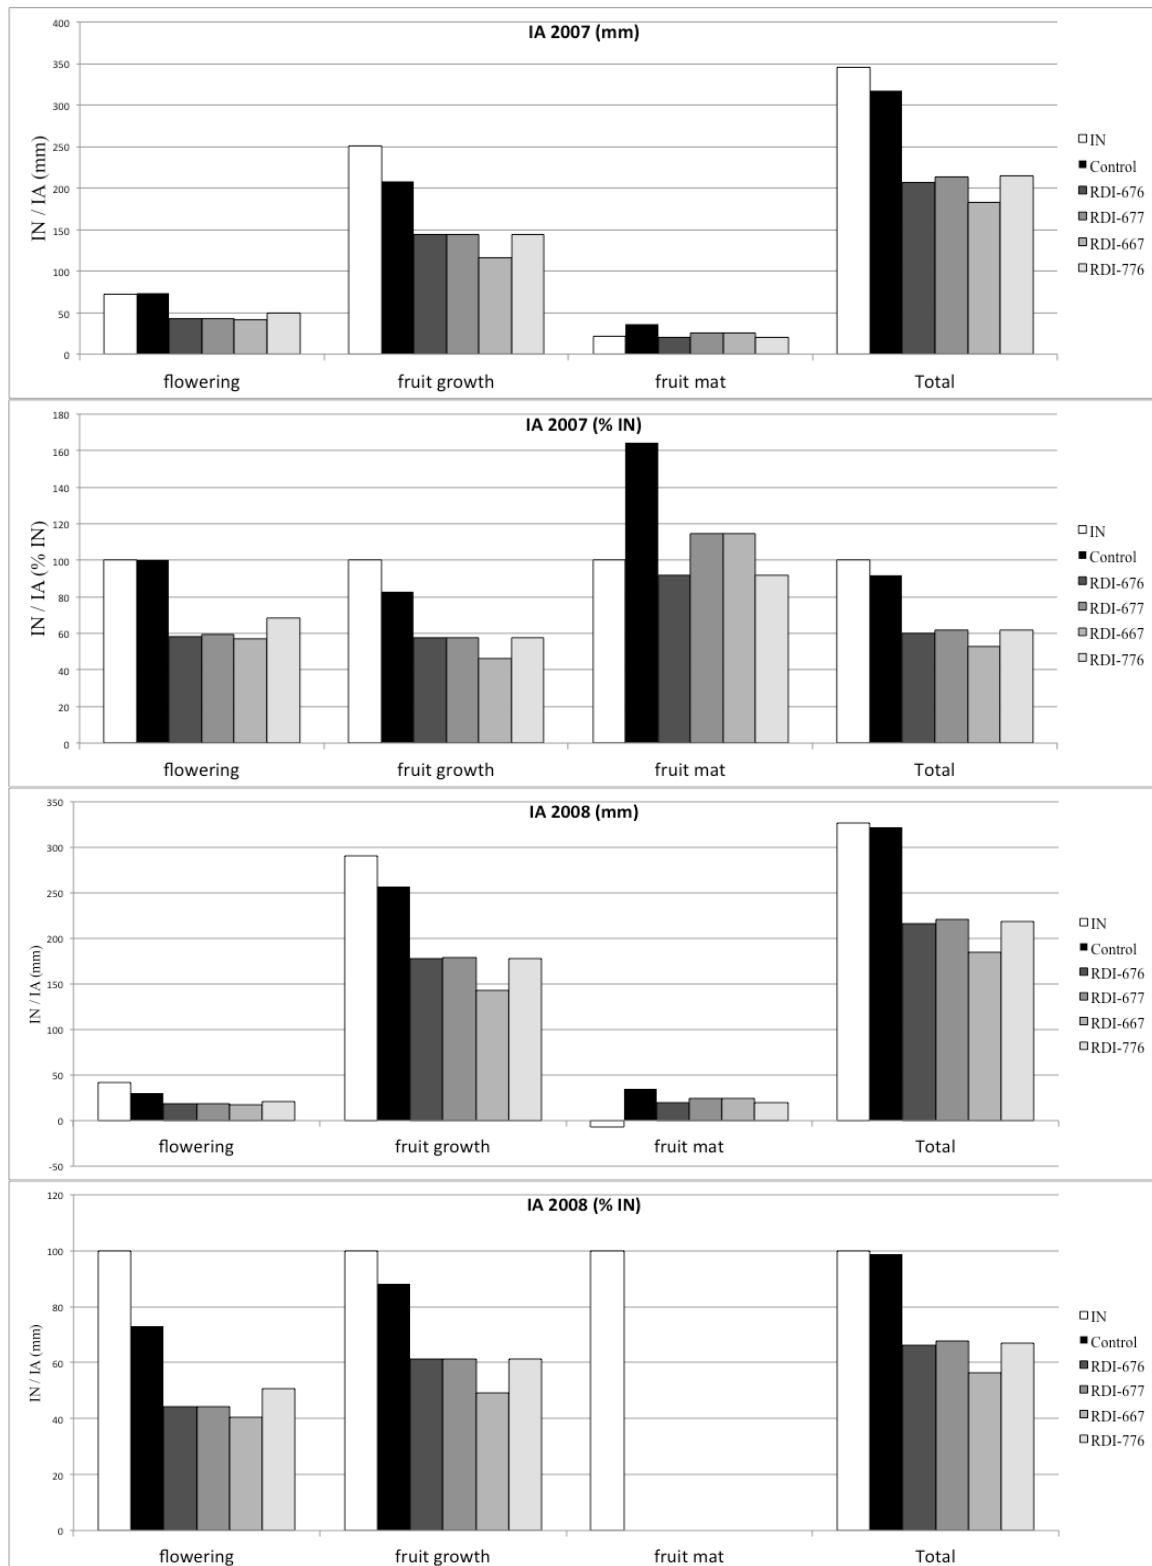 IA 2007 (mm)
400
350
300
250
200
150
100
50
0
IN / IA (mm)
flowering
fruit growth
fruit mat
Total
IN
Control
RDI-676
RDI-677
RDI-667
RDI-776
IA 2007 (% IN)
180
160
140
120
100
80
60
40
20
0
IN / IA (% IN)
flowering
fruit growth
fruit mat
Total
IN
Control
RDI-676
RDI-677
RDI-667
RDI-776
IA 2008 (mm)
350
300
250
200
150
100
50
0
-50
IN / IA (mm)
flowering
fruit growth
fruit mat
Total
IN
Control
RDI-676
RDI-677
RDI-667
RDI-776
IA 2008 (% IN)
120
100
80
60
40
20
0
IN / IA (mm)
flowering
fruit growth
fruit mat
Total
IN
Control
RDI-676
RDI-677
RDI-667
RDI-776